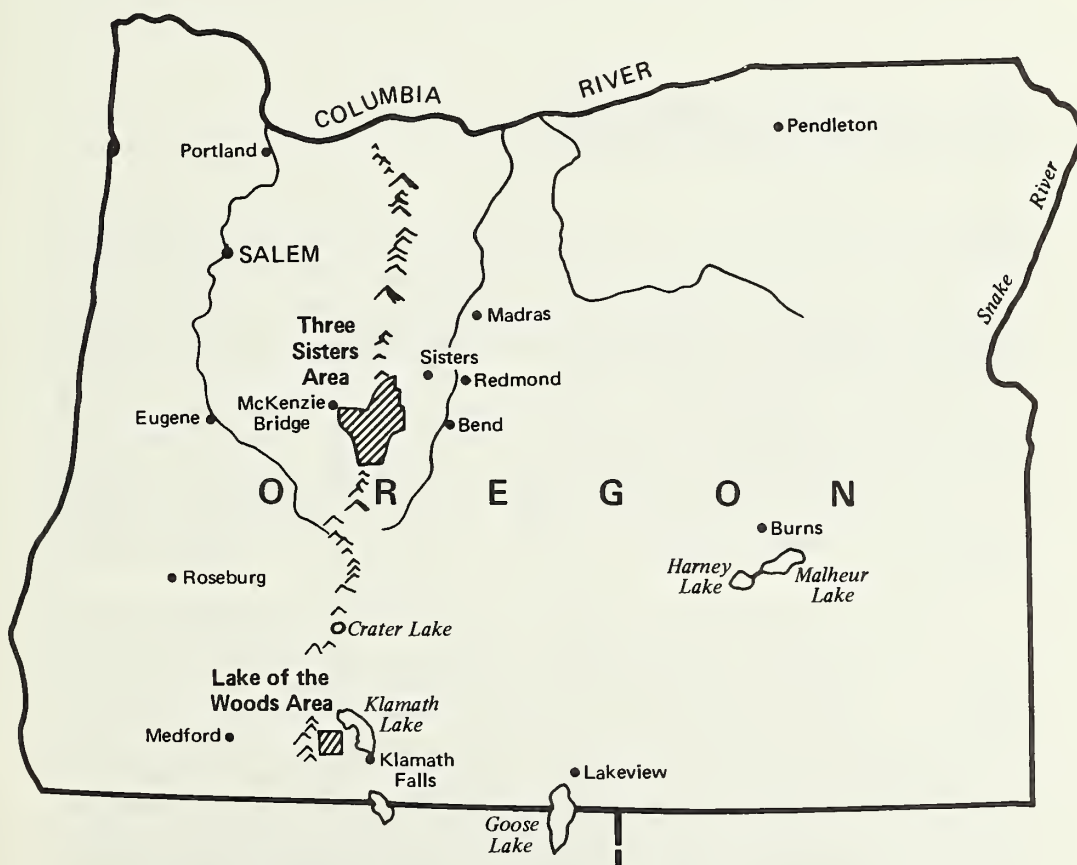 COLUMBIA
RIVER
Pendleton
Portland
River
SALEM
Snake
Madras
Three
Sisters
Area
Sisters
Redmond
McKenzie
Bridge
Eugene
Bend
OREGON
Burns
Harney
Lake
Malheur
Lake
Roseburg
Crater Lake
Lake of the
Woods Area
Klamath
Lake
Medford
Klamath
Falls
Lakeview
Goose
Lake